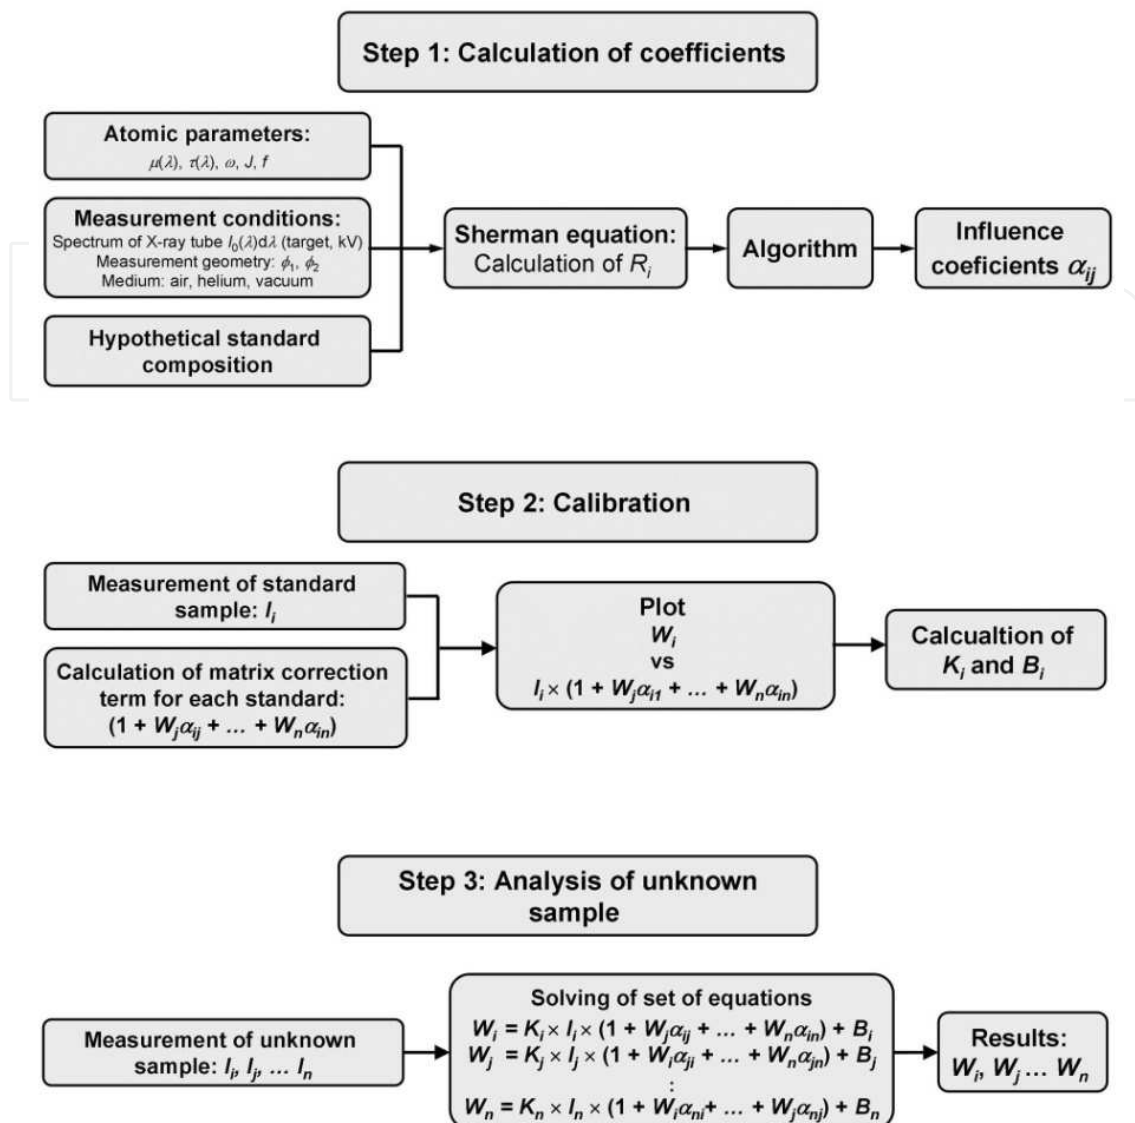 Step 1: Calculation of coefficients
Atomic parameters:
μ(λ), τ(λ), ω, J, f
Measurement conditions:
Spectrum of X-ray tube I₀(λ)dλ (target, kV)
Measurement geometry: ϕ₁, ϕ₂
Medium: air, helium, vacuum
Hypothetical standard
composition
Sherman equation:
Calculation of Rᵢ
Algorithm
Influence
coeficients αᵢⱼ
Step 2: Calibration
Measurement of standard
sample: Iᵢ
Calculation of matrix correction
term for each standard:
(1 + Wⱼαᵢⱼ + ... + Wₙαᵢₙ)
Plot
Wᵢ
vs
Iᵢ × (1 + Wⱼαᵢ₁ + ... + Wₙαᵢₙ)
Calcualtion of
Kᵢ and Bᵢ
Step 3: Analysis of unknown
sample
Measurement of unknown
sample: Iᵢ, Iⱼ, ... Iₙ
Solving of set of equations
Wᵢ = Kᵢ × Iᵢ × (1 + Wⱼαᵢⱼ + ... + Wₙαᵢₙ) + Bᵢ
Wⱼ = Kⱼ × Iⱼ × (1 + Wᵢαⱼᵢ + ... + Wₙαⱼₙ) + Bⱼ
:
Wₙ = Kₙ × Iₙ × (1 + Wᵢαₙᵢ+ ... + Wⱼαₙⱼ) + Bₙ
Results:
Wᵢ, Wⱼ ... Wₙ